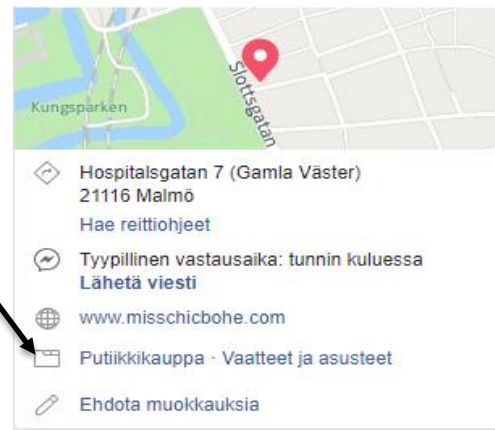 Kungsparken
Slottsgatan
Hospitalsgatan 7 (Gamla Väster)
21116 Malmö
Hae reittiohjeet
Tyypillinen vastausaika: tunnin kuluessa
Lähetä viesti
www.misschicbohe.com
Putiikkikauppa · Vaatteet ja asusteet
Ehdota muokkauksia